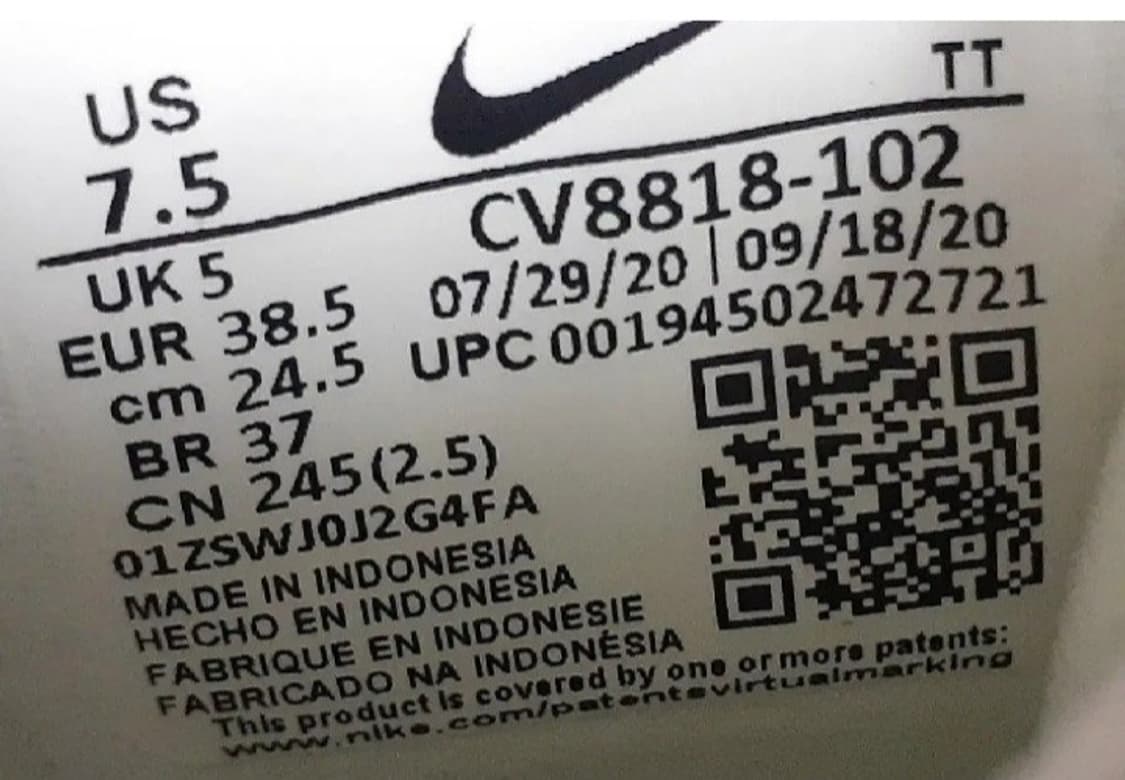 US
TT
7.5
CV8818-102
UK 5
07/29/20 | 09/18/20
EUR 38.5
UPC 00194502472721
cm 24.5
BR 37
CN 245(2.5)
01ZSWJ0J2G4FA
MADE IN INDONESIA
HECHO EN INDONESIA
FABRIQUE EN INDONESIE
FABRICADO NA INDONÉSIA
This product is covered by one or more patents:
www.nike.com/patentsvirtualmarking